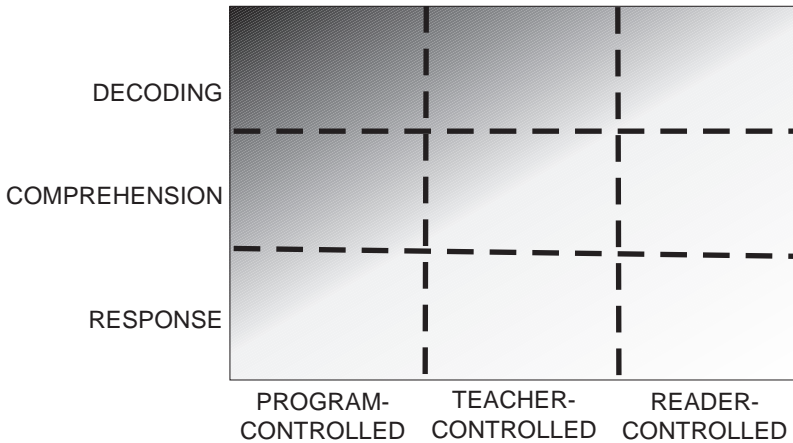 DECODING
COMPREHENSION
RESPONSE
PROGRAM-
CONTROLLED
TEACHER-
CONTROLLED
READER-
CONTROLLED